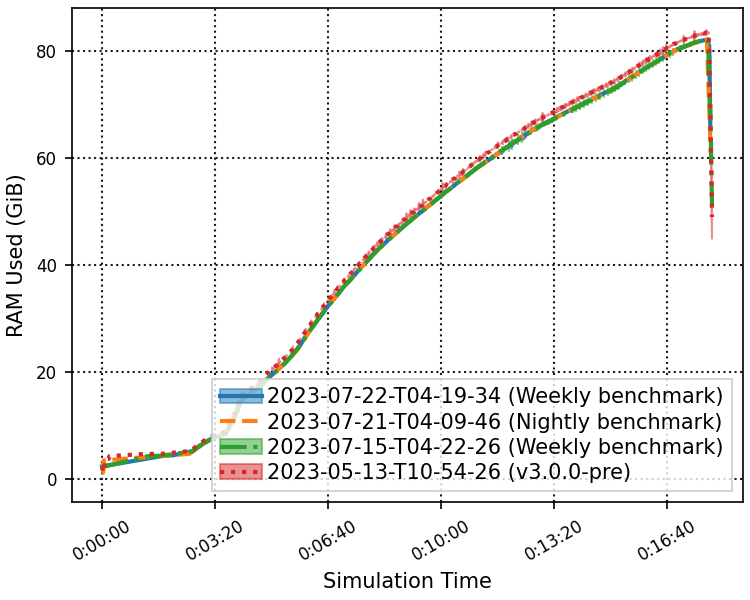 80
60
40
20
0
RAM Used (GiB)
2023-07-22-T04-19-34 (Weekly benchmark)
2023-07-21-T04-09-46 (Nightly benchmark)
2023-07-15-T04-22-26 (Weekly benchmark)
2023-05-13-T10-54-26 (v3.0.0-pre)
0:00:00
0:03:20
0:06:40
0:10:00
0:13:20
0:16:40
Simulation Time